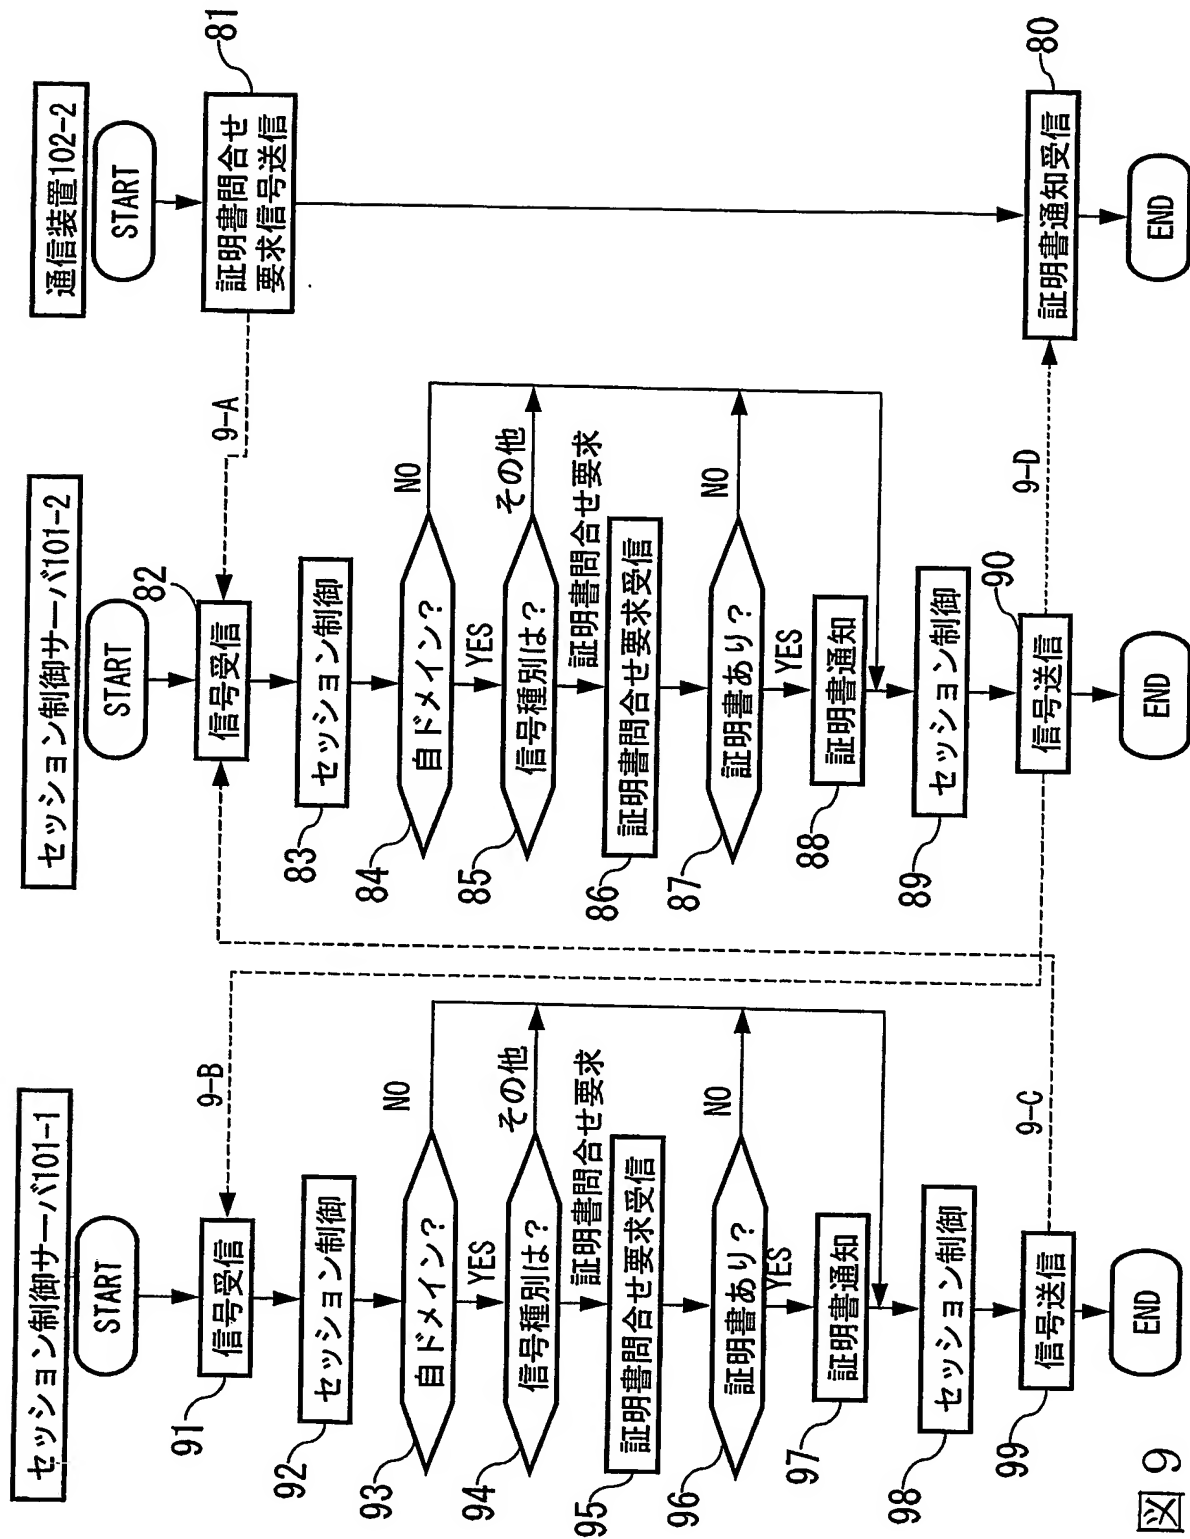 通信装置102-2
START
証明書問合せ
要求信号送信
81
証明書通知受信
80
END
セッション制御サーバ101-2
START
82
9-A
信号受信
セッション制御
83
自ドメイン?
84
NO
YES
信号種別は?
85
その他
証明書問合せ要求
証明書問合せ要求受信
86
証明書あり?
87
NO
YES
証明書通知
88
セッション制御
89
信号送信
90
9-D
END
セッション制御サーバ101-1
START
9-B
信号受信
91
セッション制御
92
自ドメイン?
93
NO
YES
信号種別は?
94
その他
証明書問合せ要求
証明書問合せ要求受信
95
証明書あり?
96
NO
YES
証明書通知
97
セッション制御
98
信号送信
99
9-C
END
図9